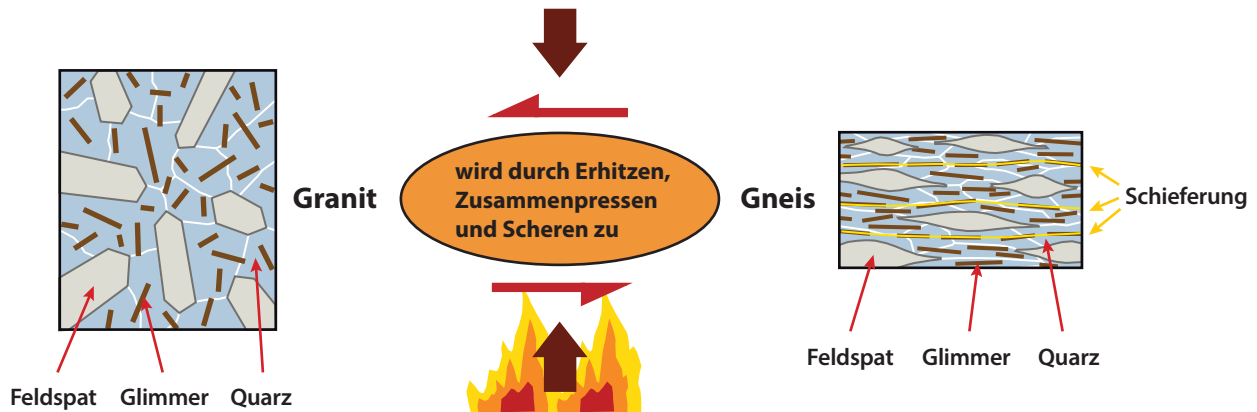 Granit
wird durch Erhitzen,
Zusammenpressen
und Scheren zu
Gneis
Schieferung
Feldspat Glimmer Quarz
Feldspat Glimmer Quarz